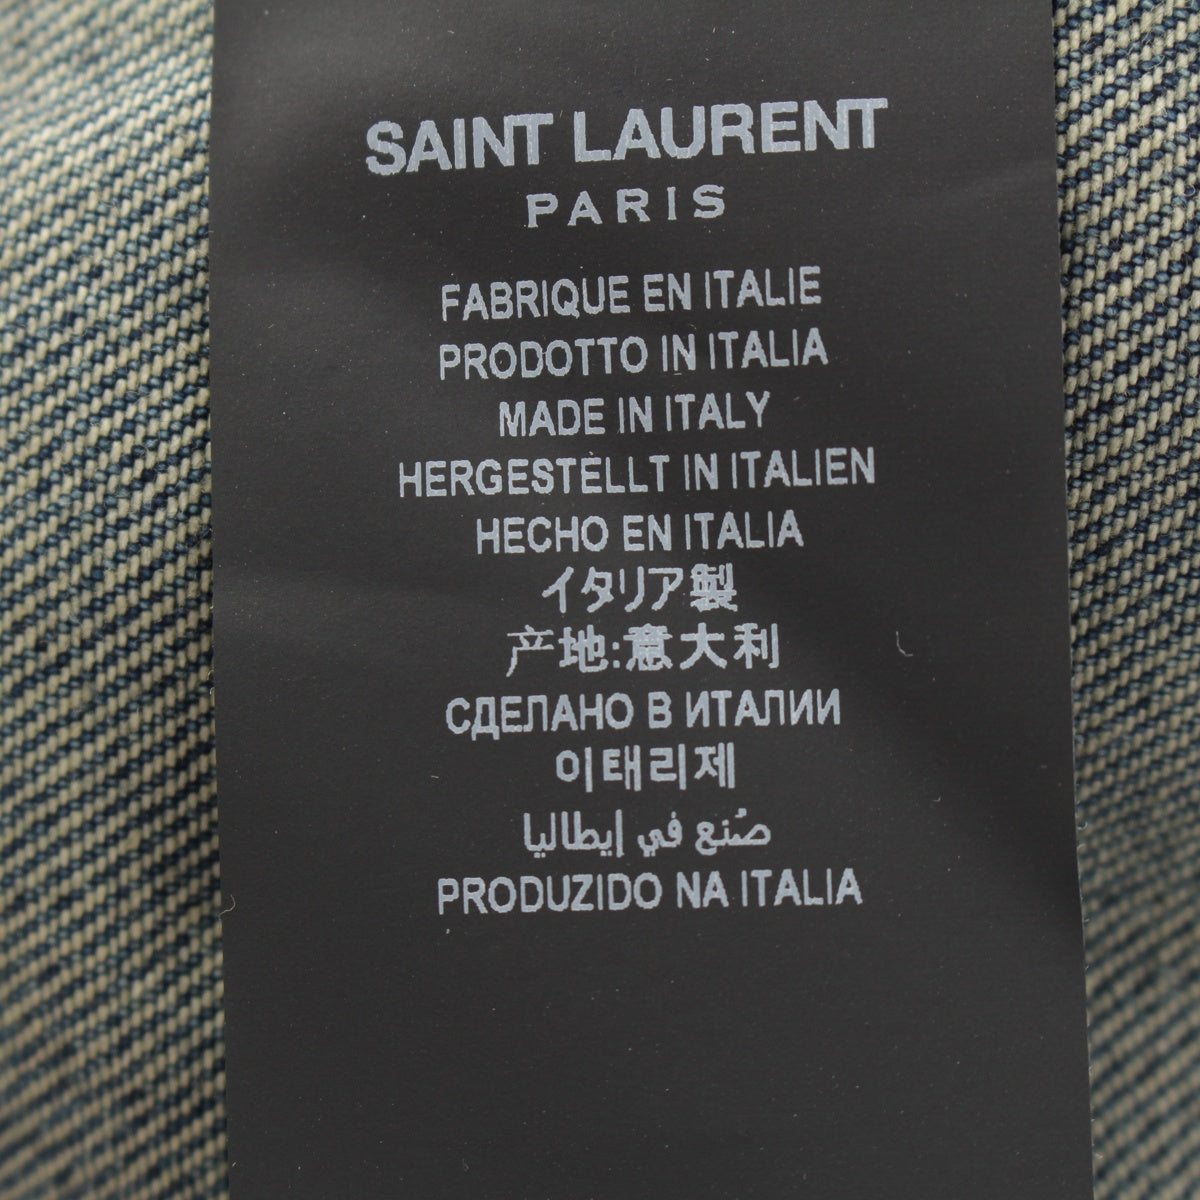 SAINT LAURENT
PARIS
FABRIQUE EN ITALIE
PRODOTTO IN ITALIA
MADE IN ITALY
HERGESTELLT IN ITALIEN
HECHO EN ITALIA
イタリア製
产地:意大利
СДЕЛАНО В ИТАЛИИ
이태리제
صُنع في إيطاليا
PRODUZIDO NA ITALIA